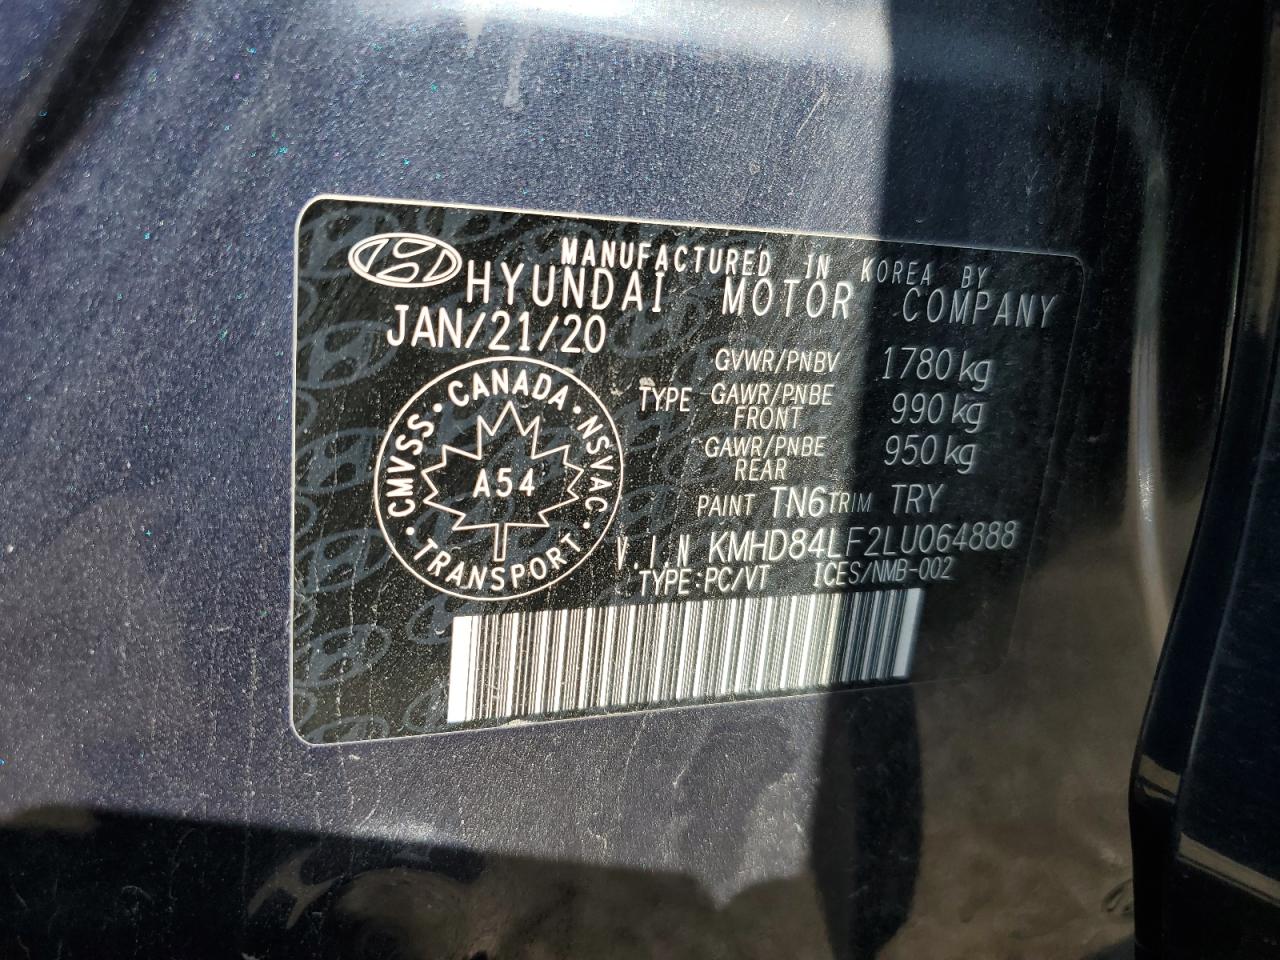 MANUFACTURED IN KOREA BY
HYUNDAI MOTOR COMPANY
JAN/21/20
GVWR/PNBV 1780 kg
TYPE GAWR/PNBE FRONT 990 kg
GAWR/PNBE REAR 950 kg
CMVSS · CANADA · NSVAC · TRANSPORT ·
A54
PAINT TN6 TRIM TRY
V.I.N KMHD84LF2LU064888
TYPE:PC/VT ICES/NMB-002